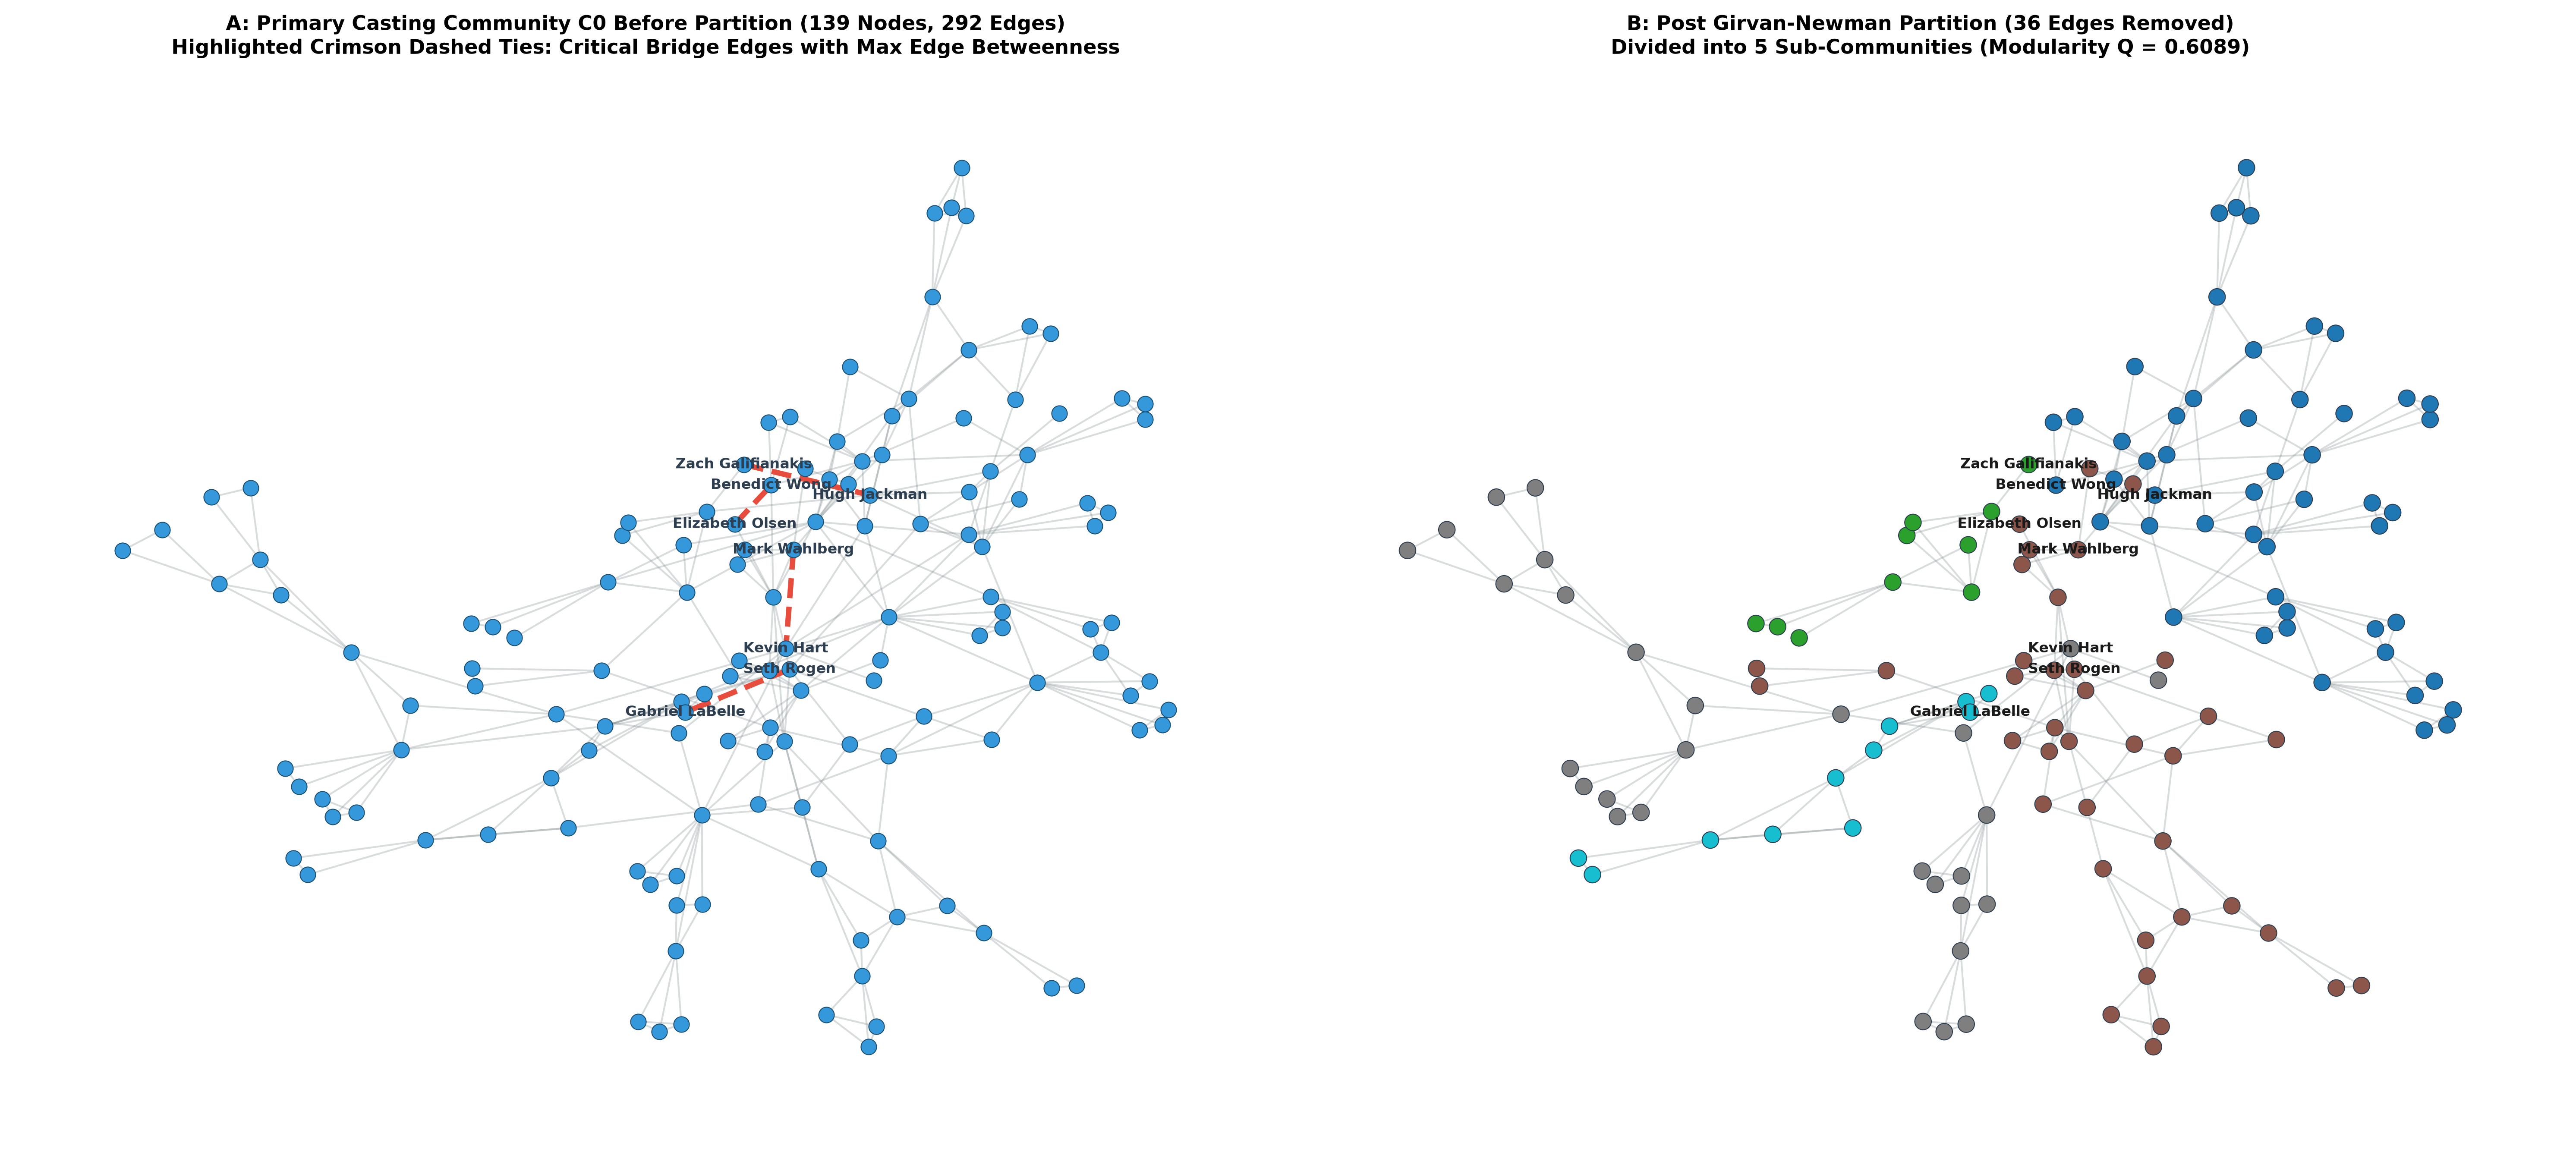 A: Primary Casting Community C0 Before Partition (139 Nodes, 292 Edges)
Highlighted Crimson Dashed Ties: Critical Bridge Edges with Max Edge Betweenness
Zach Galifianakis
Benedict Wong
Hugh Jackman
Elizabeth Olsen
Mark Wahlberg
Kevin Hart
Seth Rogen
Gabriel LaBelle
B: Post Girvan-Newman Partition (36 Edges Removed)
Divided into 5 Sub-Communities (Modularity Q = 0.6089)
Zach Galifianakis
Benedict Wong
Hugh Jackman
Elizabeth Olsen
Mark Wahlberg
Kevin Hart
Seth Rogen
Gabriel LaBelle